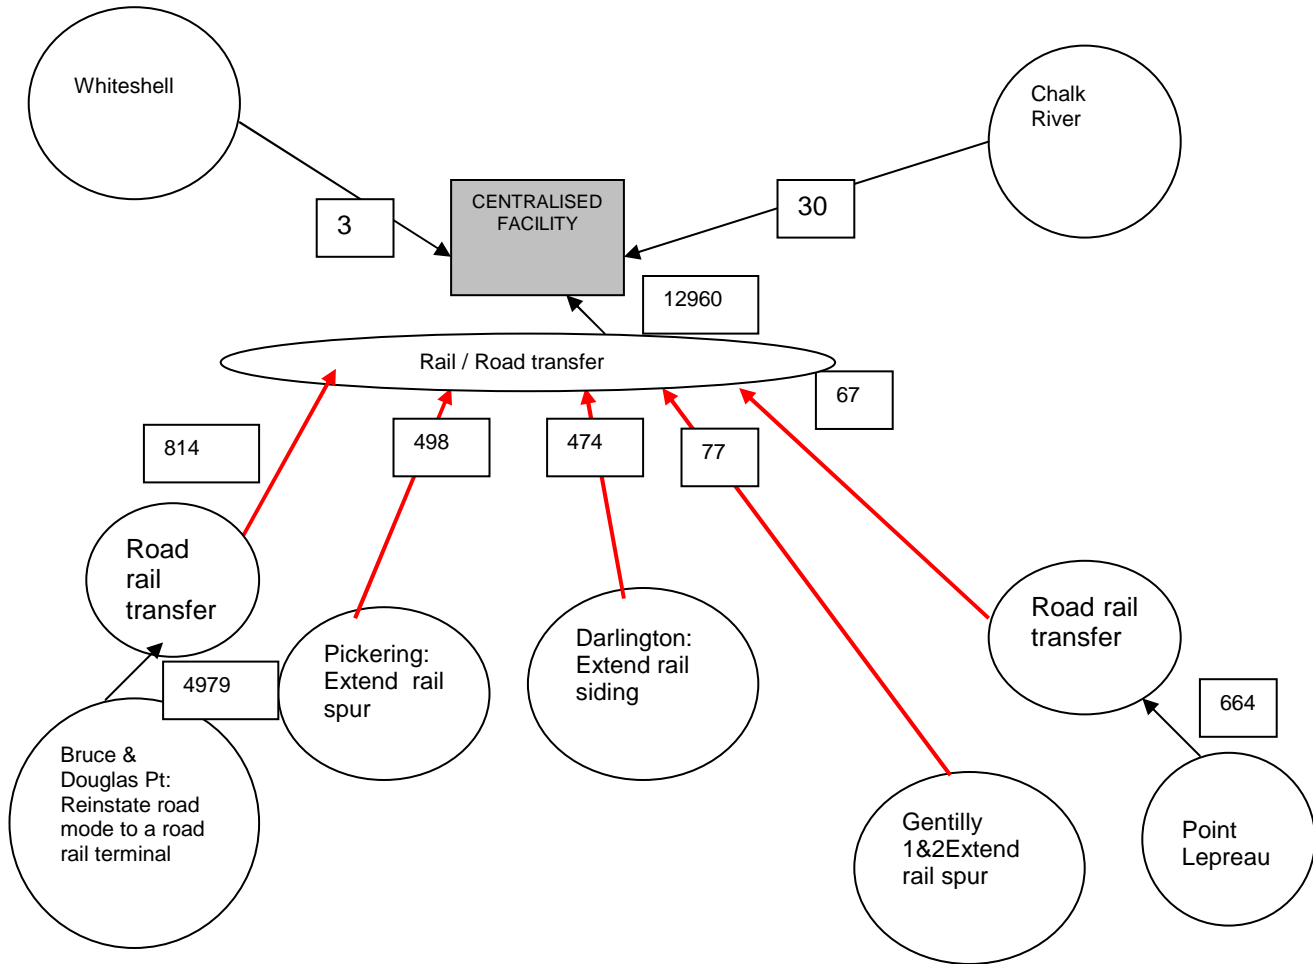 Whiteshell
Chalk
River
CENTRALISED
FACILITY
3
30
12960
Rail / Road transfer
67
814
498
474
77
Road
rail
transfer
Road rail
transfer
Pickering:
Extend rail
spur
Darlington:
Extend rail
siding
4979
664
Bruce &
Douglas Pt:
Reinstate road
mode to a road
rail terminal
Gentilly
1&2Extend
rail spur
Point
Lepreau